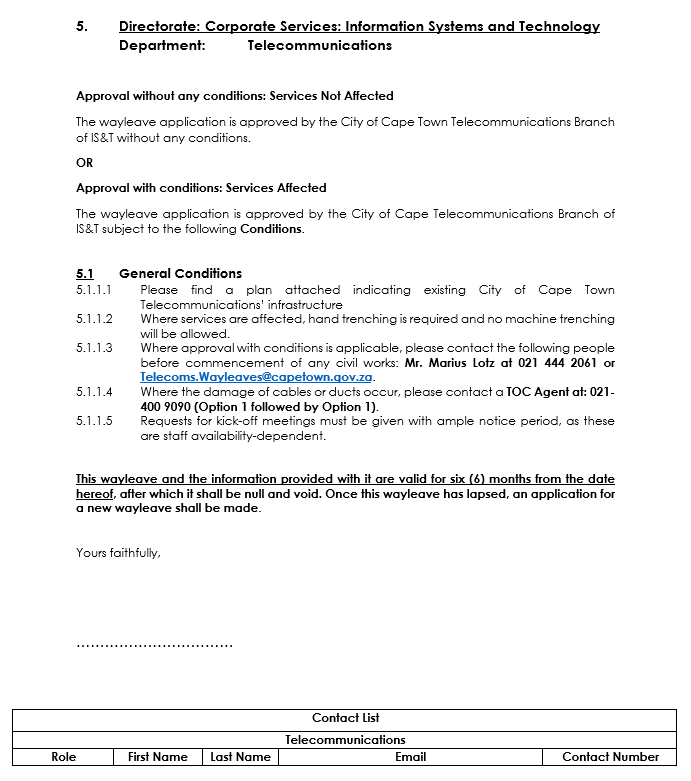 5. Directorate: Corporate Services: Information Systems and Technology
Department: Telecommunications
Approval without any conditions: Services Not Affected
The wayleave application is approved by the City of Cape Town Telecommunications Branch
of IS&T without any conditions.
OR
Approval with conditions: Services Affected
The wayleave application is approved by the City of Cape Telecommunications Branch of
IS&T subject to the following Conditions.
5.1 General Conditions
5.1.1.1 Please find a plan attached indicating existing City of Cape Town
Telecommunications' infrastructure
5.1.1.2 Where services are affected, hand trenching is required and no machine trenching
will be allowed.
5.1.1.3 Where approval with conditions is applicable, please contact the following people
before commencement of any civil works: Mr. Marius Lotz at 021 444 2061 or
Telecoms.Wayleaves@capetown.gov.za.
5.1.1.4 Where the damage of cables or ducts occur, please contact a TOC Agent at: 021-
400 9090 (Option 1 followed by Option 1).
5.1.1.5 Requests for kick-off meetings must be given with ample notice period, as these
are staff availability-dependent.
This wayleave and the information provided with it are valid for six (6) months from the date
hereof, after which it shall be null and void. Once this wayleave has lapsed, an application for
a new wayleave shall be made.
Yours faithfully,
.................................
Contact List
Telecommunications
Role First Name Last Name Email Contact Number